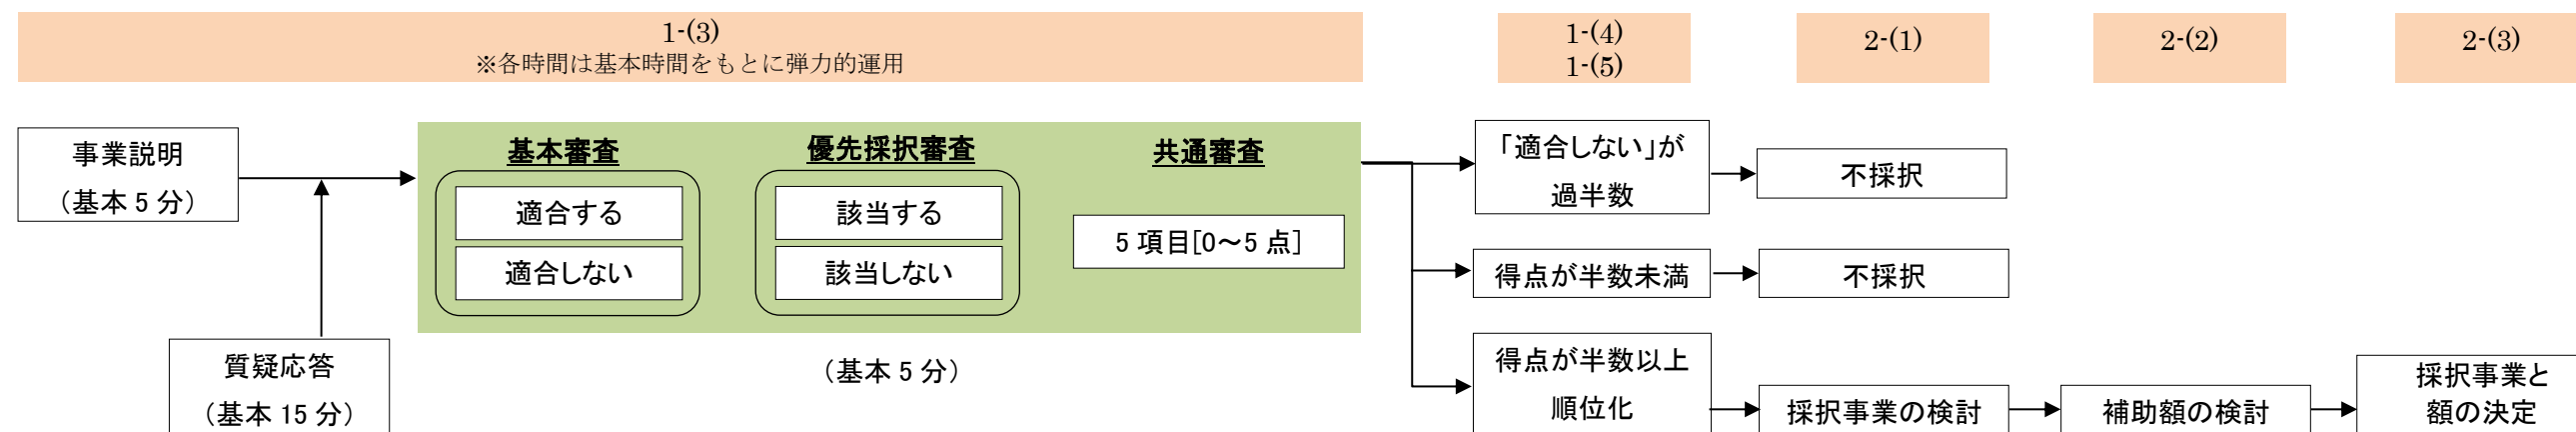 1-(3)
※各時間は基本時間をもとに弾力的運用
1-(4)
1-(5)
2-(1)
2-(2)
2-(3)
事業説明
（基本 5 分）
質疑応答
（基本 15 分）
基本審査
適合する
適合しない
優先採択審査
該当する
該当しない
共通審査
5 項目[0～5 点]
（基本 5 分）
「適合しない」が
過半数
不採択
得点が半数未満
不採択
得点が半数以上
順位化
採択事業の検討
補助額の検討
採択事業と
額の決定